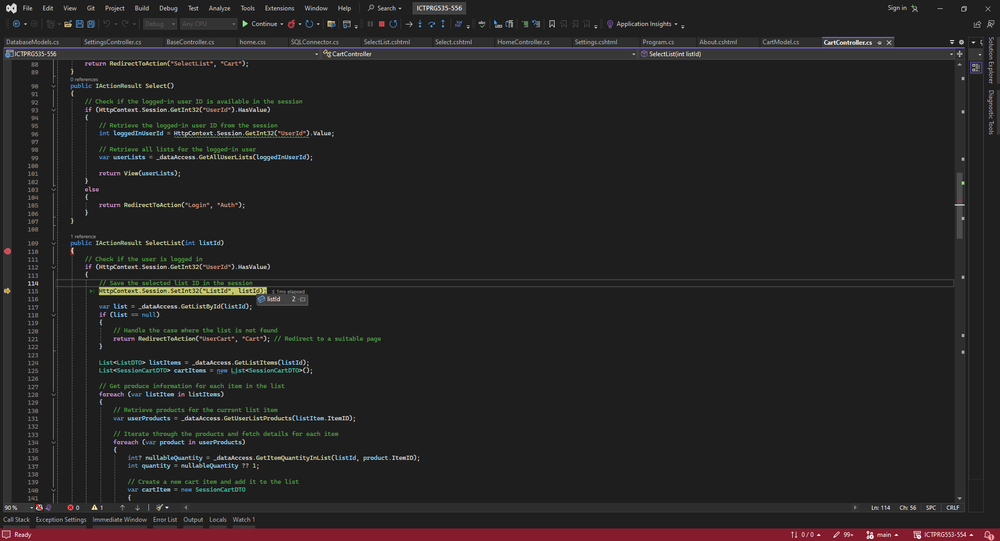 File Edit View Git Project Build Debug Test Analyze Tools Extensions Window Help Search ICTPRG535-556 Sign in
Debug Any CPU Continue Application Insights
DatabaseModels.cs SettingsController.cs BaseController.cs home.css SQLConnector.cs SelectList.cshtml Select.cshtml HomeController.cs Settings.cshtml Program.cs About.cshtml CartModel.cs CartController.cs
ICTPRG535-556 CartController SelectList(int listId)
Solution Explorer
Diagnostic Tools
88 return RedirectToAction("SelectList", "Cart");
89 }
0 references
90 public IActionResult Select()
91 {
92 // Check if the logged-in user ID is available in the session
93 if (HttpContext.Session.GetInt32("UserId").HasValue)
94 {
95 // Retrieve the logged-in user ID from the session
96 int loggedInUserId = HttpContext.Session.GetInt32("UserId").Value;
97
98 // Retrieve all lists for the logged-in user
99 var userLists = _dataAccess.GetAllUserLists(loggedInUserId);
100
101 return View(userLists);
102 }
103 else
104 {
105 return RedirectToAction("Login", "Auth");
106 }
107 }
108
1 reference
109 public IActionResult SelectList(int listId)
110 {
111 // Check if the user is logged in
112 if (HttpContext.Session.GetInt32("UserId").HasValue)
113 {
114 // Save the selected list ID in the session
115 HttpContext.Session.SetInt32("ListId", listId); ≤ 1ms elapsed
116 listId 2
117 var list = _dataAccess.GetListById(listId);
118 if (list == null)
119 {
120 // Handle the case where the list is not found
121 return RedirectToAction("UserCart", "Cart"); // Redirect to a suitable page
122 }
123
124 List<ListDTO> listItems = _dataAccess.GetListItems(listId);
125 List<SessionCartDTO> cartItems = new List<SessionCartDTO>();
126
127 // Get produce information for each item in the list
128 foreach (var listItem in listItems)
129 {
130 // Retrieve products for the current list item
131 var userProducts = _dataAccess.GetUserListProducts(listItem.ItemID);
132
133 // Iterate through the products and fetch details for each item
134 foreach (var product in userProducts)
135 {
136 int? nullableQuantity = _dataAccess.GetItemQuantityInList(listId, product.ItemID);
137 int quantity = nullableQuantity ?? 1;
138
139 // Create a new cart item and add it to the list
140 var cartItem = new SessionCartDTO
141 {
90 % 0 1 Ln: 114 Ch: 56 SPC CRLF
Call Stack Exception Settings Immediate Window Error List Output Locals Watch 1
Ready 0 / 0 99+ main ICTPRG553-554 1